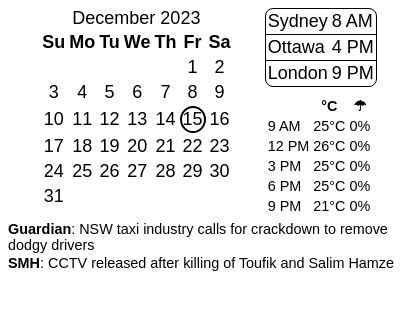 December 2023
Su Mo Tu We Th Fr Sa
1 2
3 4 5 6 7 8 9
10 11 12 13 14 15 16
17 18 19 20 21 22 23
24 25 26 27 28 29 30
31
Sydney 8 AM
Ottawa 4 PM
London 9 PM
°C ☂
9 AM 25°C 0%
12 PM 26°C 0%
3 PM 25°C 0%
6 PM 25°C 0%
9 PM 21°C 0%
Guardian: NSW taxi industry calls for crackdown to remove
dodgy drivers
SMH: CCTV released after killing of Toufik and Salim Hamze